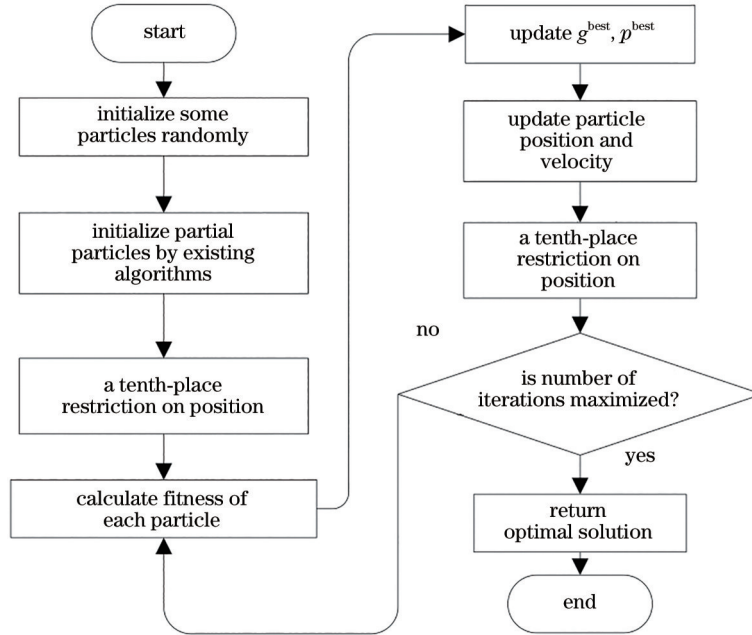 start
initialize some
particles randomly
initialize partial
particles by existing
algorithms
a tenth-place
restriction on position
calculate fitness of
each particle
update g^best, p^best
update particle
position and
velocity
a tenth-place
restriction on
position
no
is number of
iterations maximized?
yes
return
optimal solution
end